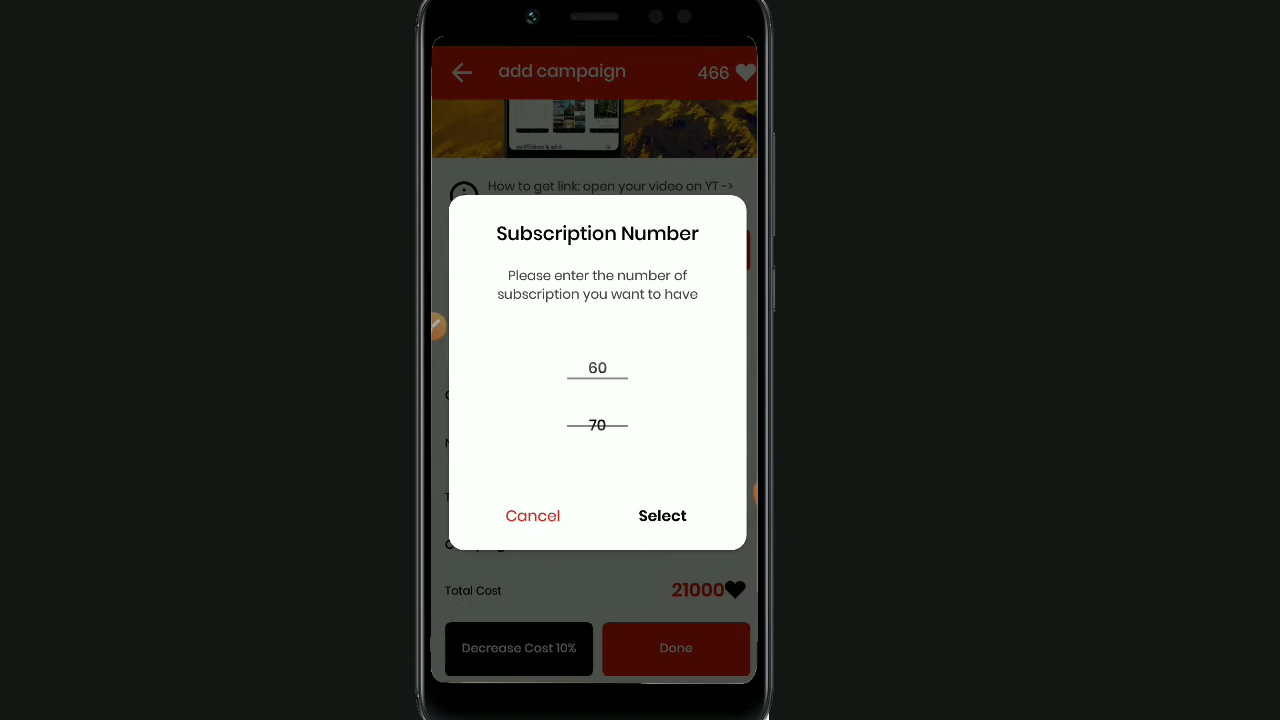 add campaign
466
How to get link: open your video on YT ->
Subscription Number
Please enter the number of
subscription you want to have
60
70
Cancel
Select
Total Cost
21000
Decrease Cost 10%
Done